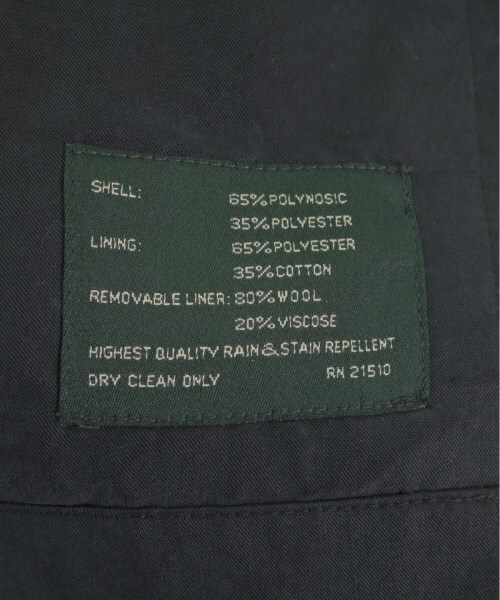 SHELL: 65% POLYNOSIC
35% POLYESTER
LINING: 65% POLYESTER
35% COTTON
REMOVABLE LINER: 80% WOOL
20% VISCOSE
HIGHEST QUALITY RAIN & STAIN REPELLENT
DRY CLEAN ONLY RN 21510